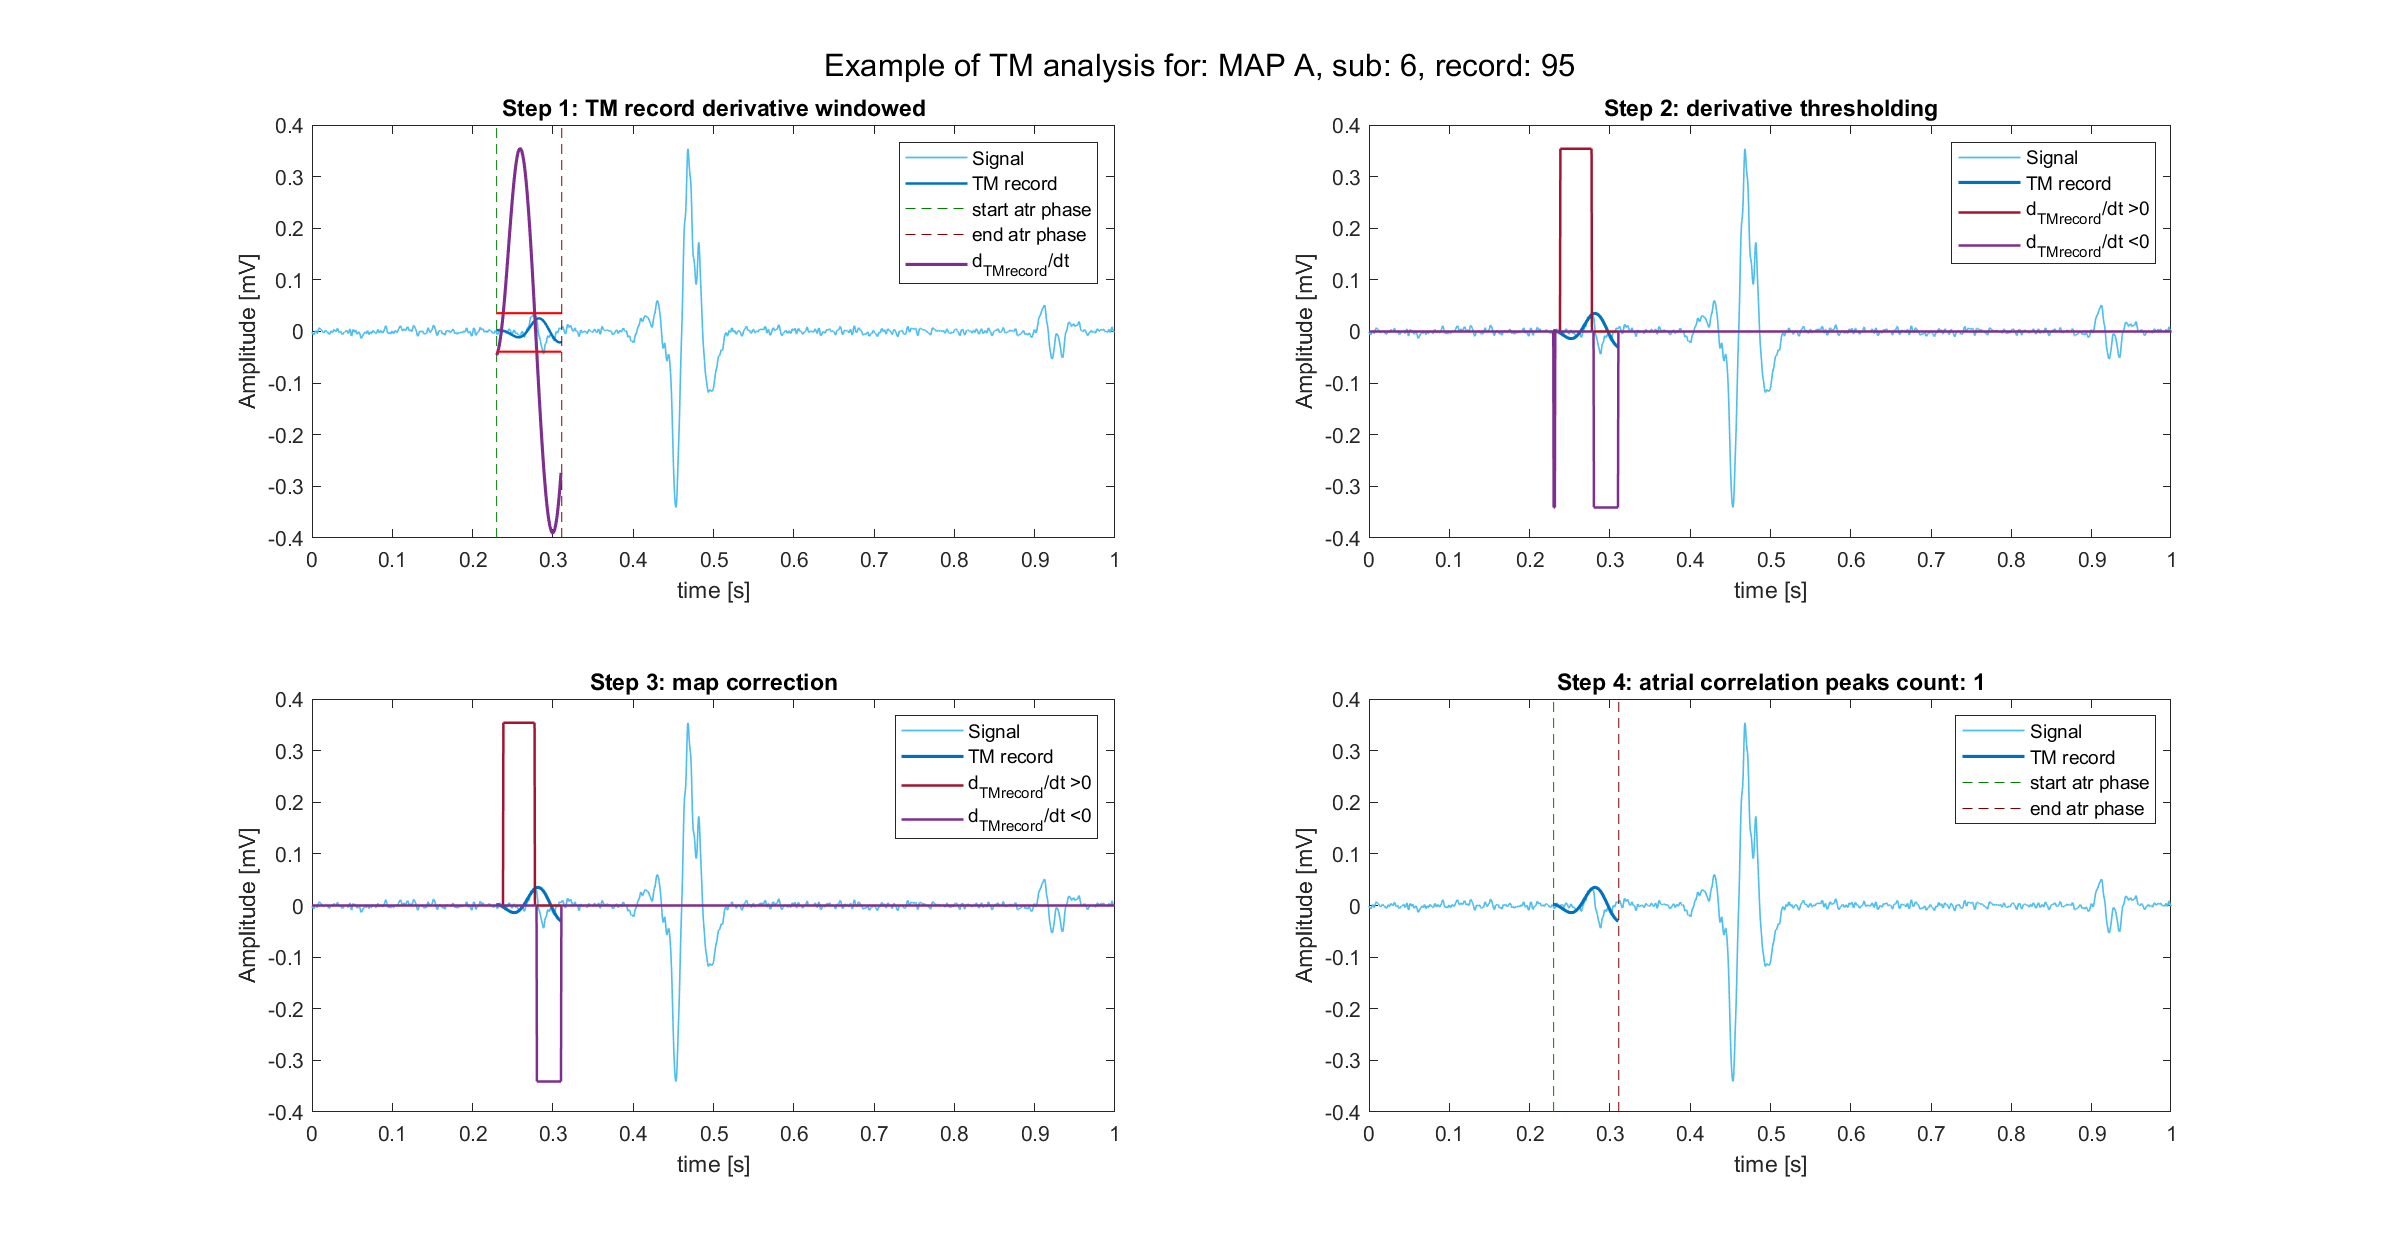 Example of TM analysis for: MAP A, sub: 6, record: 95
Step 1: TM record derivative windowed
Amplitude [mV]
0.4
0.3
0.2
0.1
0
-0.1
-0.2
-0.3
-0.4
Signal
TM record
start atr phase
end atr phase
dTMrecord/dt
0 0.1 0.2 0.3 0.4 0.5 0.6 0.7 0.8 0.9 1
time [s]
Step 2: derivative thresholding
Amplitude [mV]
0.4
0.3
0.2
0.1
0
-0.1
-0.2
-0.3
-0.4
Signal
TM record
dTMrecord/dt >0
dTMrecord/dt <0
0 0.1 0.2 0.3 0.4 0.5 0.6 0.7 0.8 0.9 1
time [s]
Step 3: map correction
Amplitude [mV]
0.4
0.3
0.2
0.1
0
-0.1
-0.2
-0.3
-0.4
Signal
TM record
dTMrecord/dt >0
dTMrecord/dt <0
0 0.1 0.2 0.3 0.4 0.5 0.6 0.7 0.8 0.9 1
time [s]
Step 4: atrial correlation peaks count: 1
Amplitude [mV]
0.4
0.3
0.2
0.1
0
-0.1
-0.2
-0.3
-0.4
Signal
TM record
start atr phase
end atr phase
0 0.1 0.2 0.3 0.4 0.5 0.6 0.7 0.8 0.9 1
time [s]